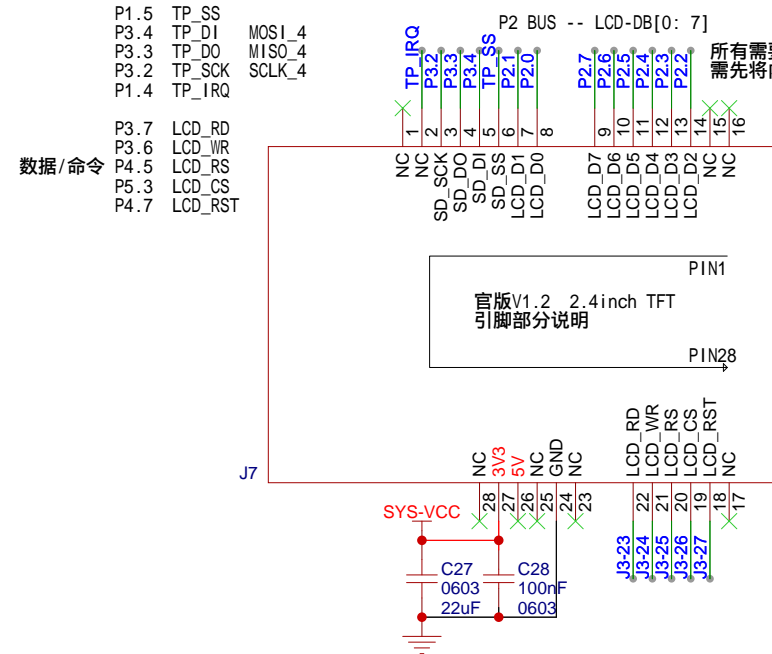 P1.5 TP_SS
P3.4 TP_DI MOSI_4
P3.3 TP_DO MISO_4
P3.2 TP_SCK SCLK_4
P1.4 TP_IRQ
P3.7 LCD_RD
P3.6 LCD_WR
数据/命令 P4.5 LCD_RS
P5.3 LCD_CS
P4.7 LCD_RST
P2 BUS -- LCD-DB[0: 7]
所有需
需先将
TP_IRQ P3.2 P3.3 P3.4 TP_SS P2.1 P2.0 P2.7 P2.6 P2.5 P2.4 P2.3 P2.2
1 2 3 4 5 6 7 8 9 10 11 12 13 14 15 16
NC NC SD_SCK SD_DO SD_DI SD_SS LCD_D1 LCD_D0 LCD_D7 LCD_D6 LCD_D5 LCD_D4 LCD_D3 LCD_D2 NC NC
PIN1
官版V1.2 2.4inch TFT
引脚部分说明
PIN28
J7
NC 3V3 5V NC GND NC LCD_RD LCD_WR LCD_RS LCD_CS LCD_RST NC
28 27 26 25 24 23 22 21 20 19 18 17
SYS-VCC
J3-23 J3-24 J3-25 J3-26 J3-27
C27 C28
0603 100nF
22uF 0603